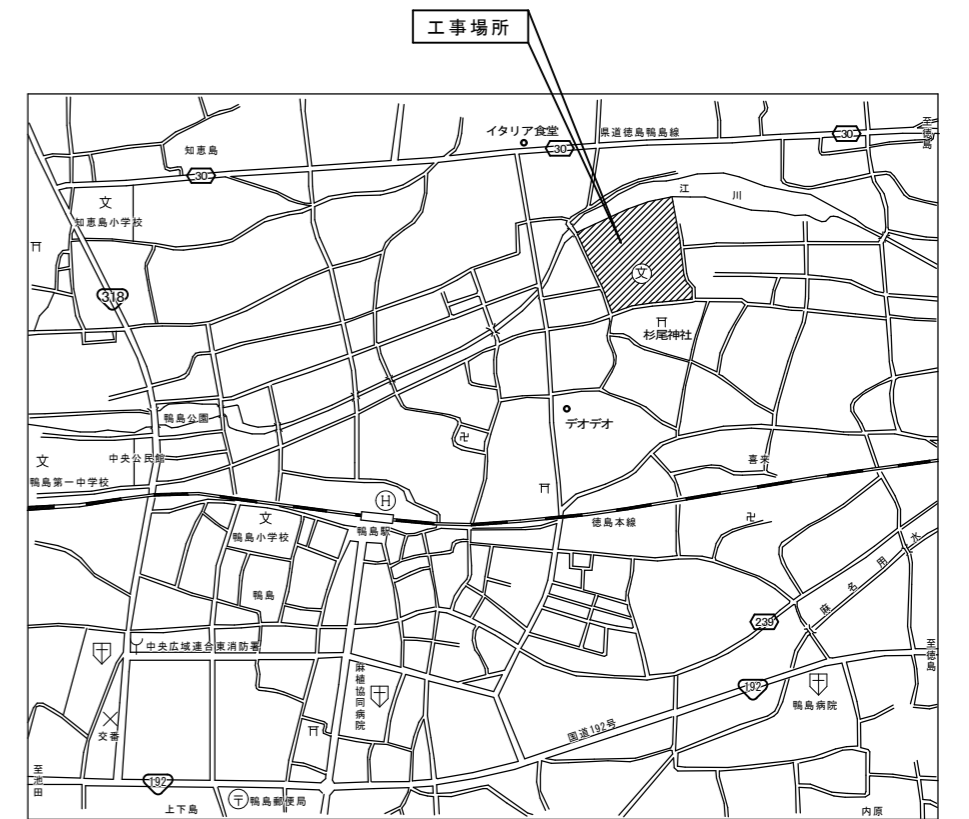 工事場所
イタリア食堂
県道徳島鴨島線
30
至徳島
30
知恵島
30
文
知恵島小学校
江川
318
文
杉尾神社
デオデオ
鴨島公園
文
中央公民館
鴨島第一中学校
喜来
H
文
鴨島小学校
鴨島駅
徳島本線
鴨島
麻名用水
239
中央広域連合東消防署
麻植協同病院
至徳島
192
鴨島病院
交番
国道192号
至池田
192
上下島
鴨島郵便局
内原